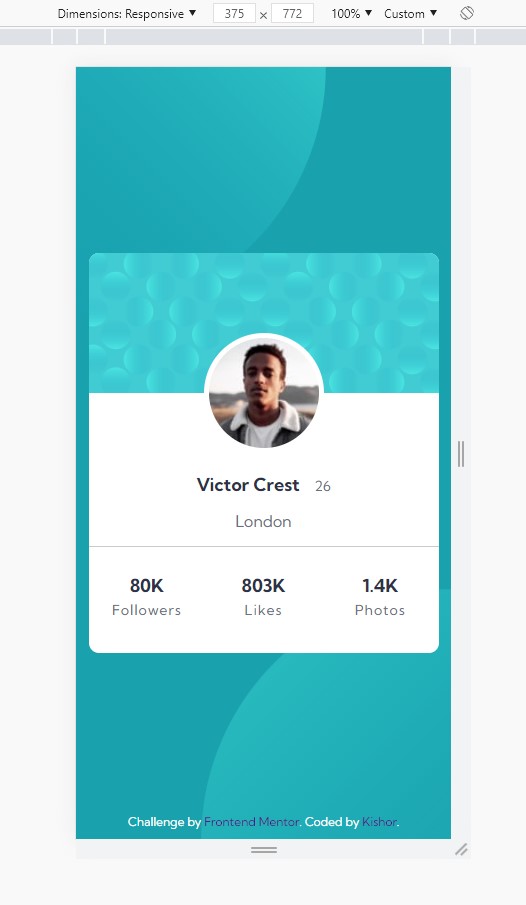 Dimensions: Responsive ▼ 375 × 772 100% ▼ Custom ▼
Victor Crest 26
London
80K 803K 1.4K
Followers Likes Photos
Challenge by Frontend Mentor. Coded by Kishor.